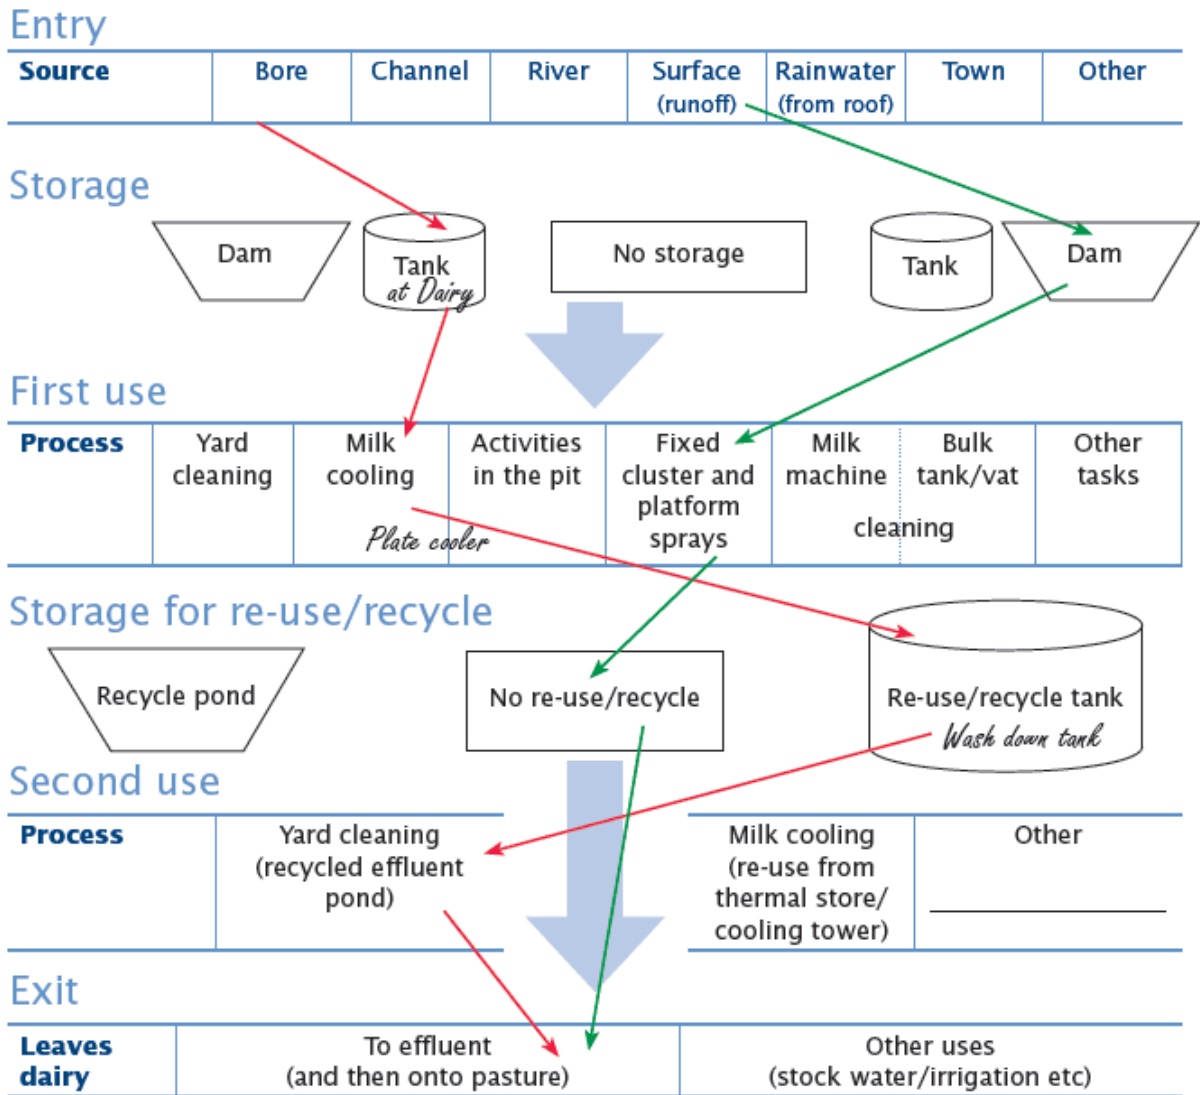 Entry
Source Bore Channel River Surface Rainwater Town Other
(runoff) (from roof)
Storage
Dam Tank No storage Tank Dam
at Dairy
First use
Process Yard Milk Activities Fixed Milk Bulk Other
cleaning cooling in the pit cluster and machine tank/vat tasks
platform cleaning
Plate cooler sprays
Storage for re-use/recycle
Recycle pond No re-use/recycle Re-use/recycle tank
Wash down tank
Second use
Process Yard cleaning Milk cooling Other
(recycled effluent (re-use from
pond) thermal store/
cooling tower)
Exit
Leaves To effluent Other uses
dairy (and then onto pasture) (stock water/irrigation etc)